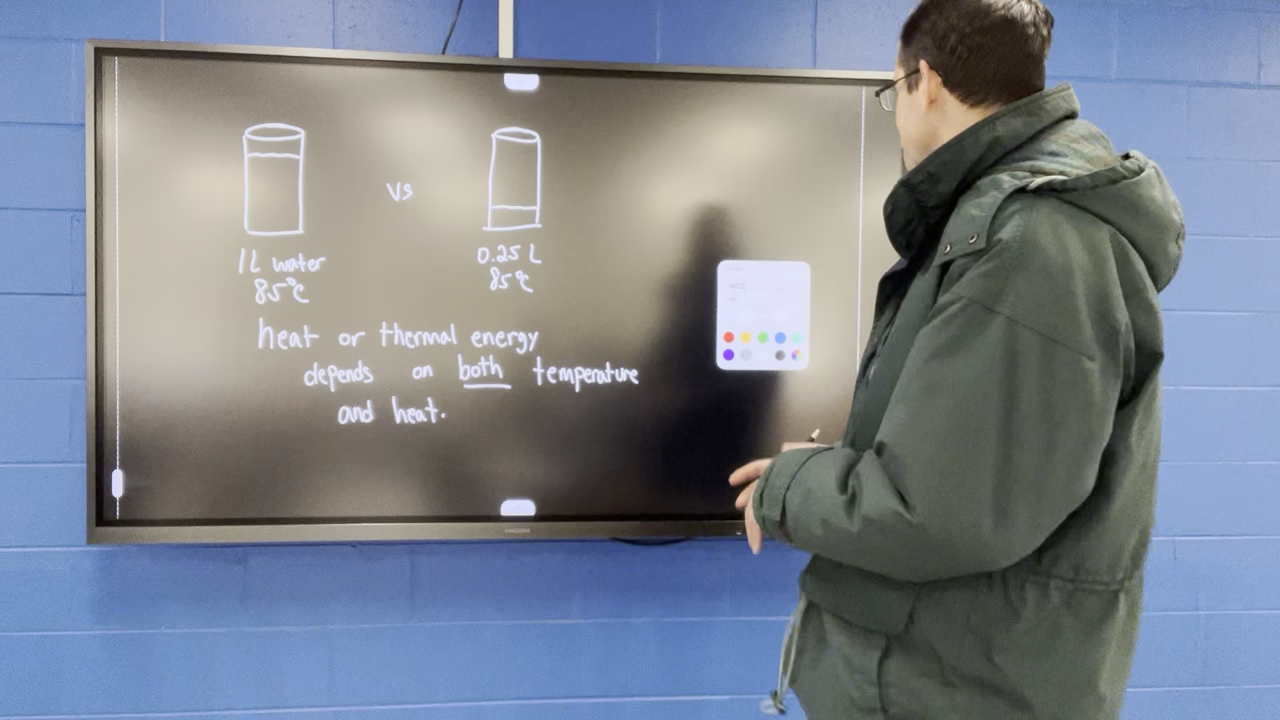 vs
1L water
85°C
0.25 L
85°C
heat or thermal energy
depends on both temperature
and heat.